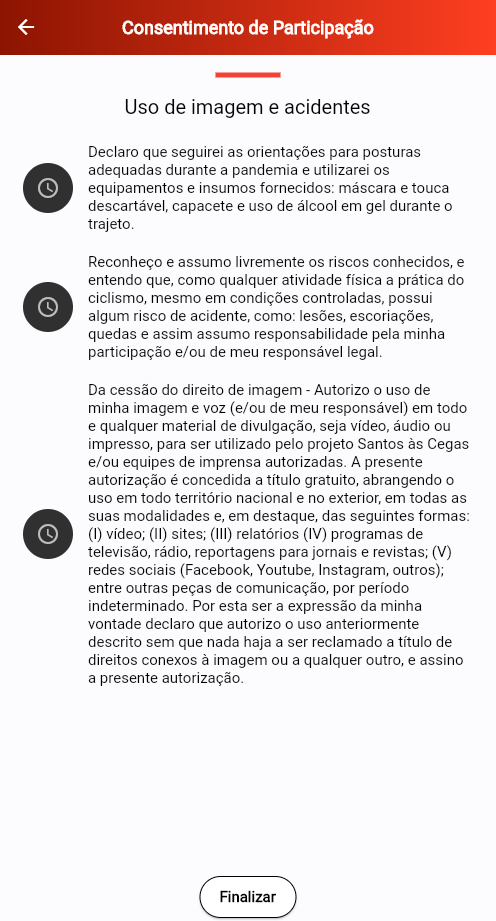 Consentimento de Participação
Uso de imagem e acidentes
Declaro que seguirei as orientações para posturas
adequadas durante a pandemia e utilizarei os
equipamentos e insumos fornecidos: máscara e touca
descartável, capacete e uso de álcool em gel durante o
trajeto.
Reconheço e assumo livremente os riscos conhecidos, e
entendo que, como qualquer atividade física a prática do
ciclismo, mesmo em condições controladas, possui
algum risco de acidente, como: lesões, escoriações,
quedas e assim assumo responsabilidade pela minha
participação e/ou de meu responsável legal.
Da cessão do direito de imagem - Autorizo o uso de
minha imagem e voz (e/ou de meu responsável) em todo
e qualquer material de divulgação, seja vídeo, áudio ou
impresso, para ser utilizado pelo projeto Santos às Cegas
e/ou equipes de imprensa autorizadas. A presente
autorização é concedida a título gratuito, abrangendo o
uso em todo território nacional e no exterior, em todas as
suas modalidades e, em destaque, das seguintes formas:
(I) vídeo; (II) sites; (III) relatórios (IV) programas de
televisão, rádio, reportagens para jornais e revistas; (V)
redes sociais (Facebook, Youtube, Instagram, outros);
entre outras peças de comunicação, por período
indeterminado. Por esta ser a expressão da minha
vontade declaro que autorizo o uso anteriormente
descrito sem que nada haja a ser reclamado a título de
direitos conexos à imagem ou a qualquer outro, e assino
a presente autorização.
Finalizar